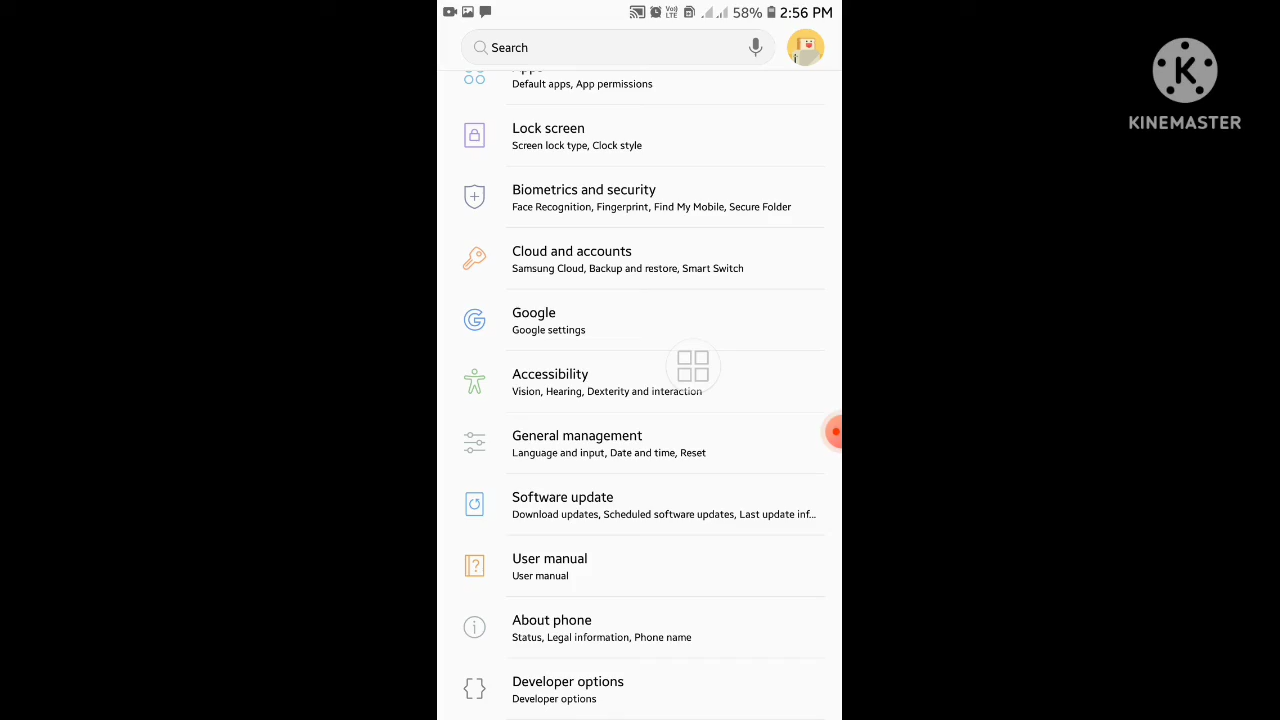 58% 2:56 PM
Search
Apps
Default apps, App permissions
Lock screen
Screen lock type, Clock style
Biometrics and security
Face Recognition, Fingerprint, Find My Mobile, Secure Folder
Cloud and accounts
Samsung Cloud, Backup and restore, Smart Switch
Google
Google settings
Accessibility
Vision, Hearing, Dexterity and interaction
General management
Language and input, Date and time, Reset
Software update
Download updates, Scheduled software updates, Last update inf...
User manual
User manual
About phone
Status, Legal information, Phone name
Developer options
Developer options
K
KINEMASTER